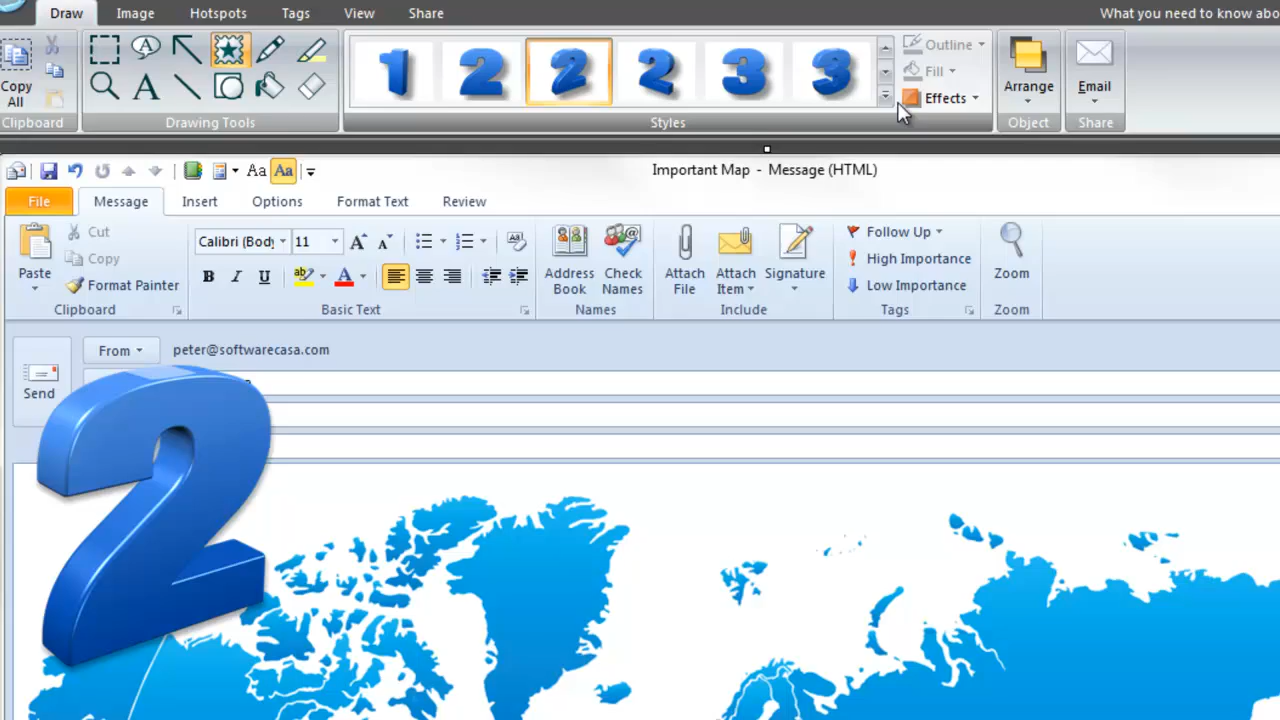 Draw Image Hotspots Tags View Share What you need to know abo
Copy All
Outline
Fill
Effects
Arrange
Email
1 2 2 2 3 3
A
Clipboard Drawing Tools Styles Object Share
Aa Aa
Important Map - Message (HTML)
File Message Insert Options Format Text Review
Paste
Cut
Copy
Format Painter
Calibri (Body 11 A A
B I U ab A
Address Book
Check Names
Attach File
Attach Item
Signature
Follow Up
High Importance
Low Importance
Zoom
Clipboard Basic Text Names Include Tags Zoom
From peter@softwarecasa.com
Send
2